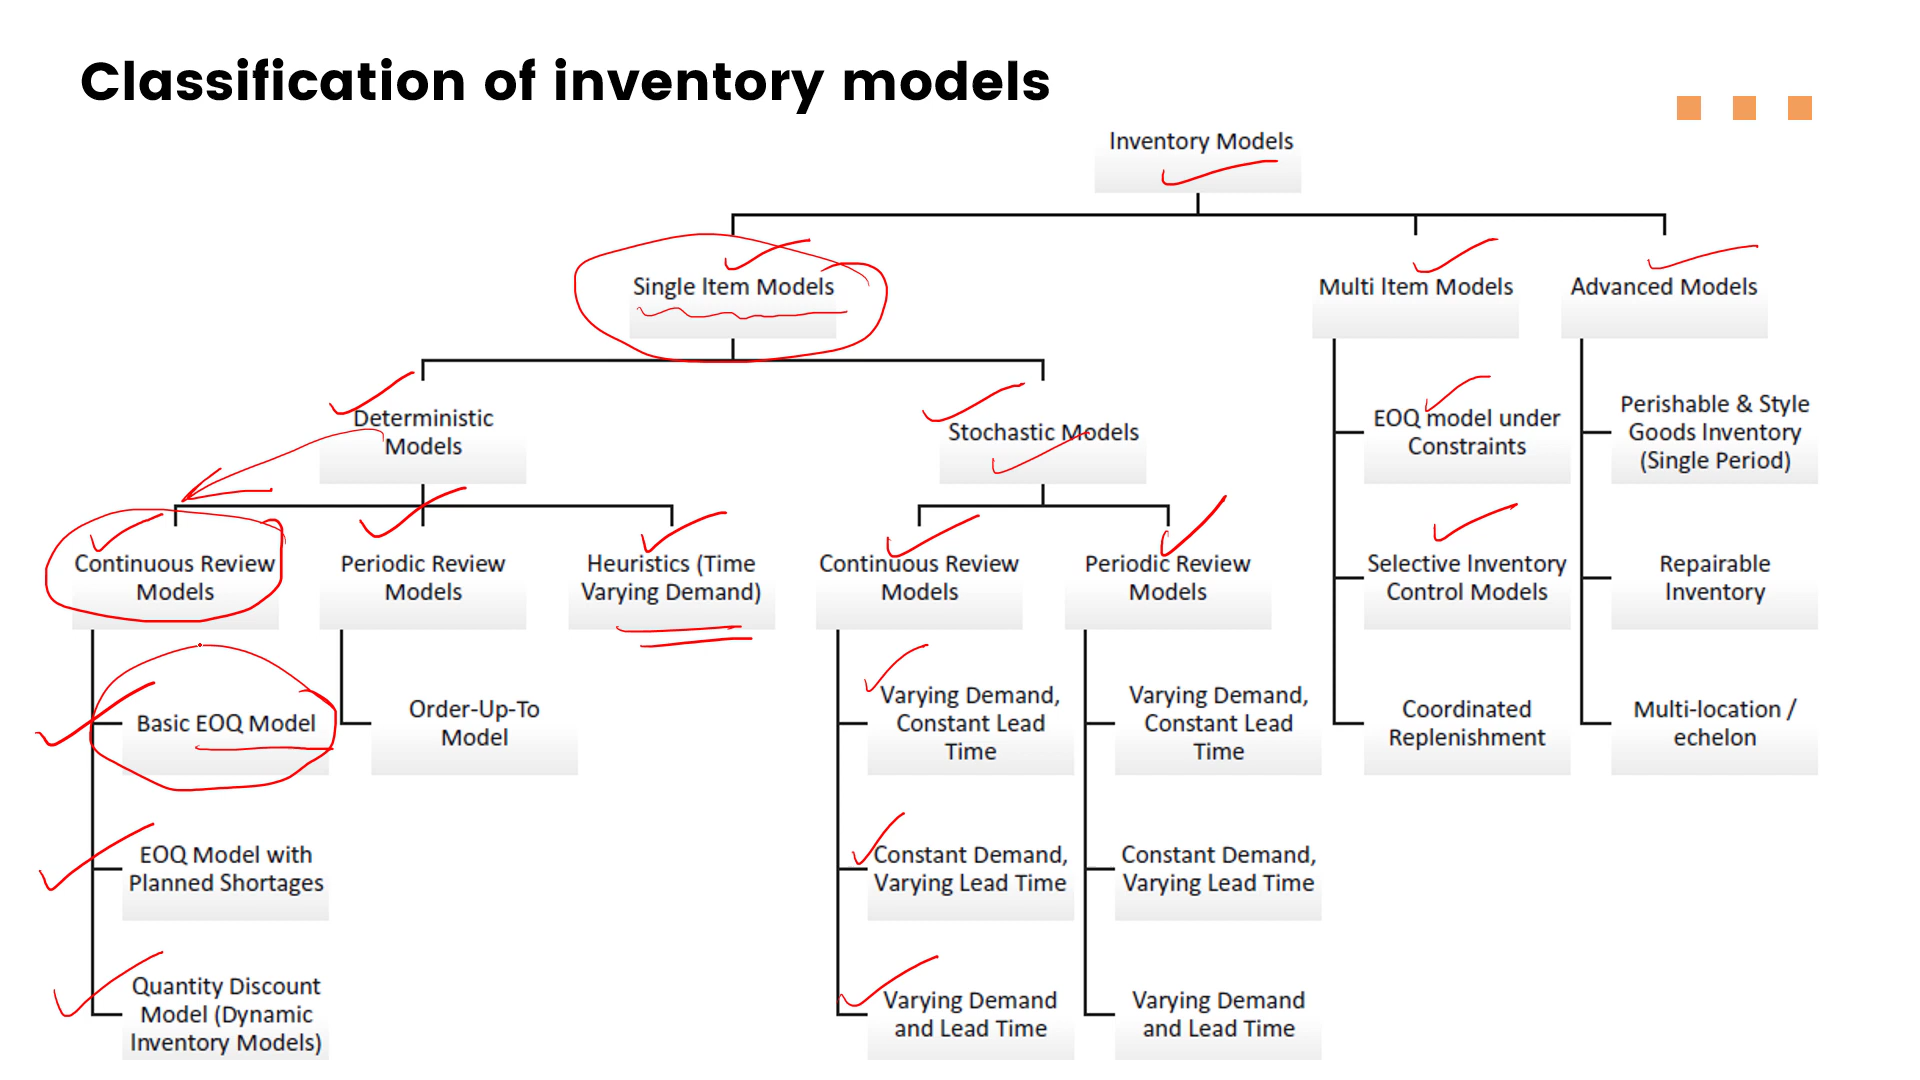 Classification of inventory models
Inventory Models
Single Item Models
Multi Item Models
Advanced Models
Deterministic
Models
Stochastic Models
EOQ model under
Constraints
Perishable & Style
Goods Inventory
(Single Period)
Continuous Review
Models
Periodic Review
Models
Heuristics (Time
Varying Demand)
Continuous Review
Models
Periodic Review
Models
Selective Inventory
Control Models
Repairable
Inventory
Basic EOQ Model
Order-Up-To
Model
Varying Demand,
Constant Lead
Time
Varying Demand,
Constant Lead
Time
Coordinated
Replenishment
Multi-location /
echelon
EOQ Model with
Planned Shortages
Constant Demand,
Varying Lead Time
Constant Demand,
Varying Lead Time
Quantity Discount
Model (Dynamic
Inventory Models)
Varying Demand
and Lead Time
Varying Demand
and Lead Time